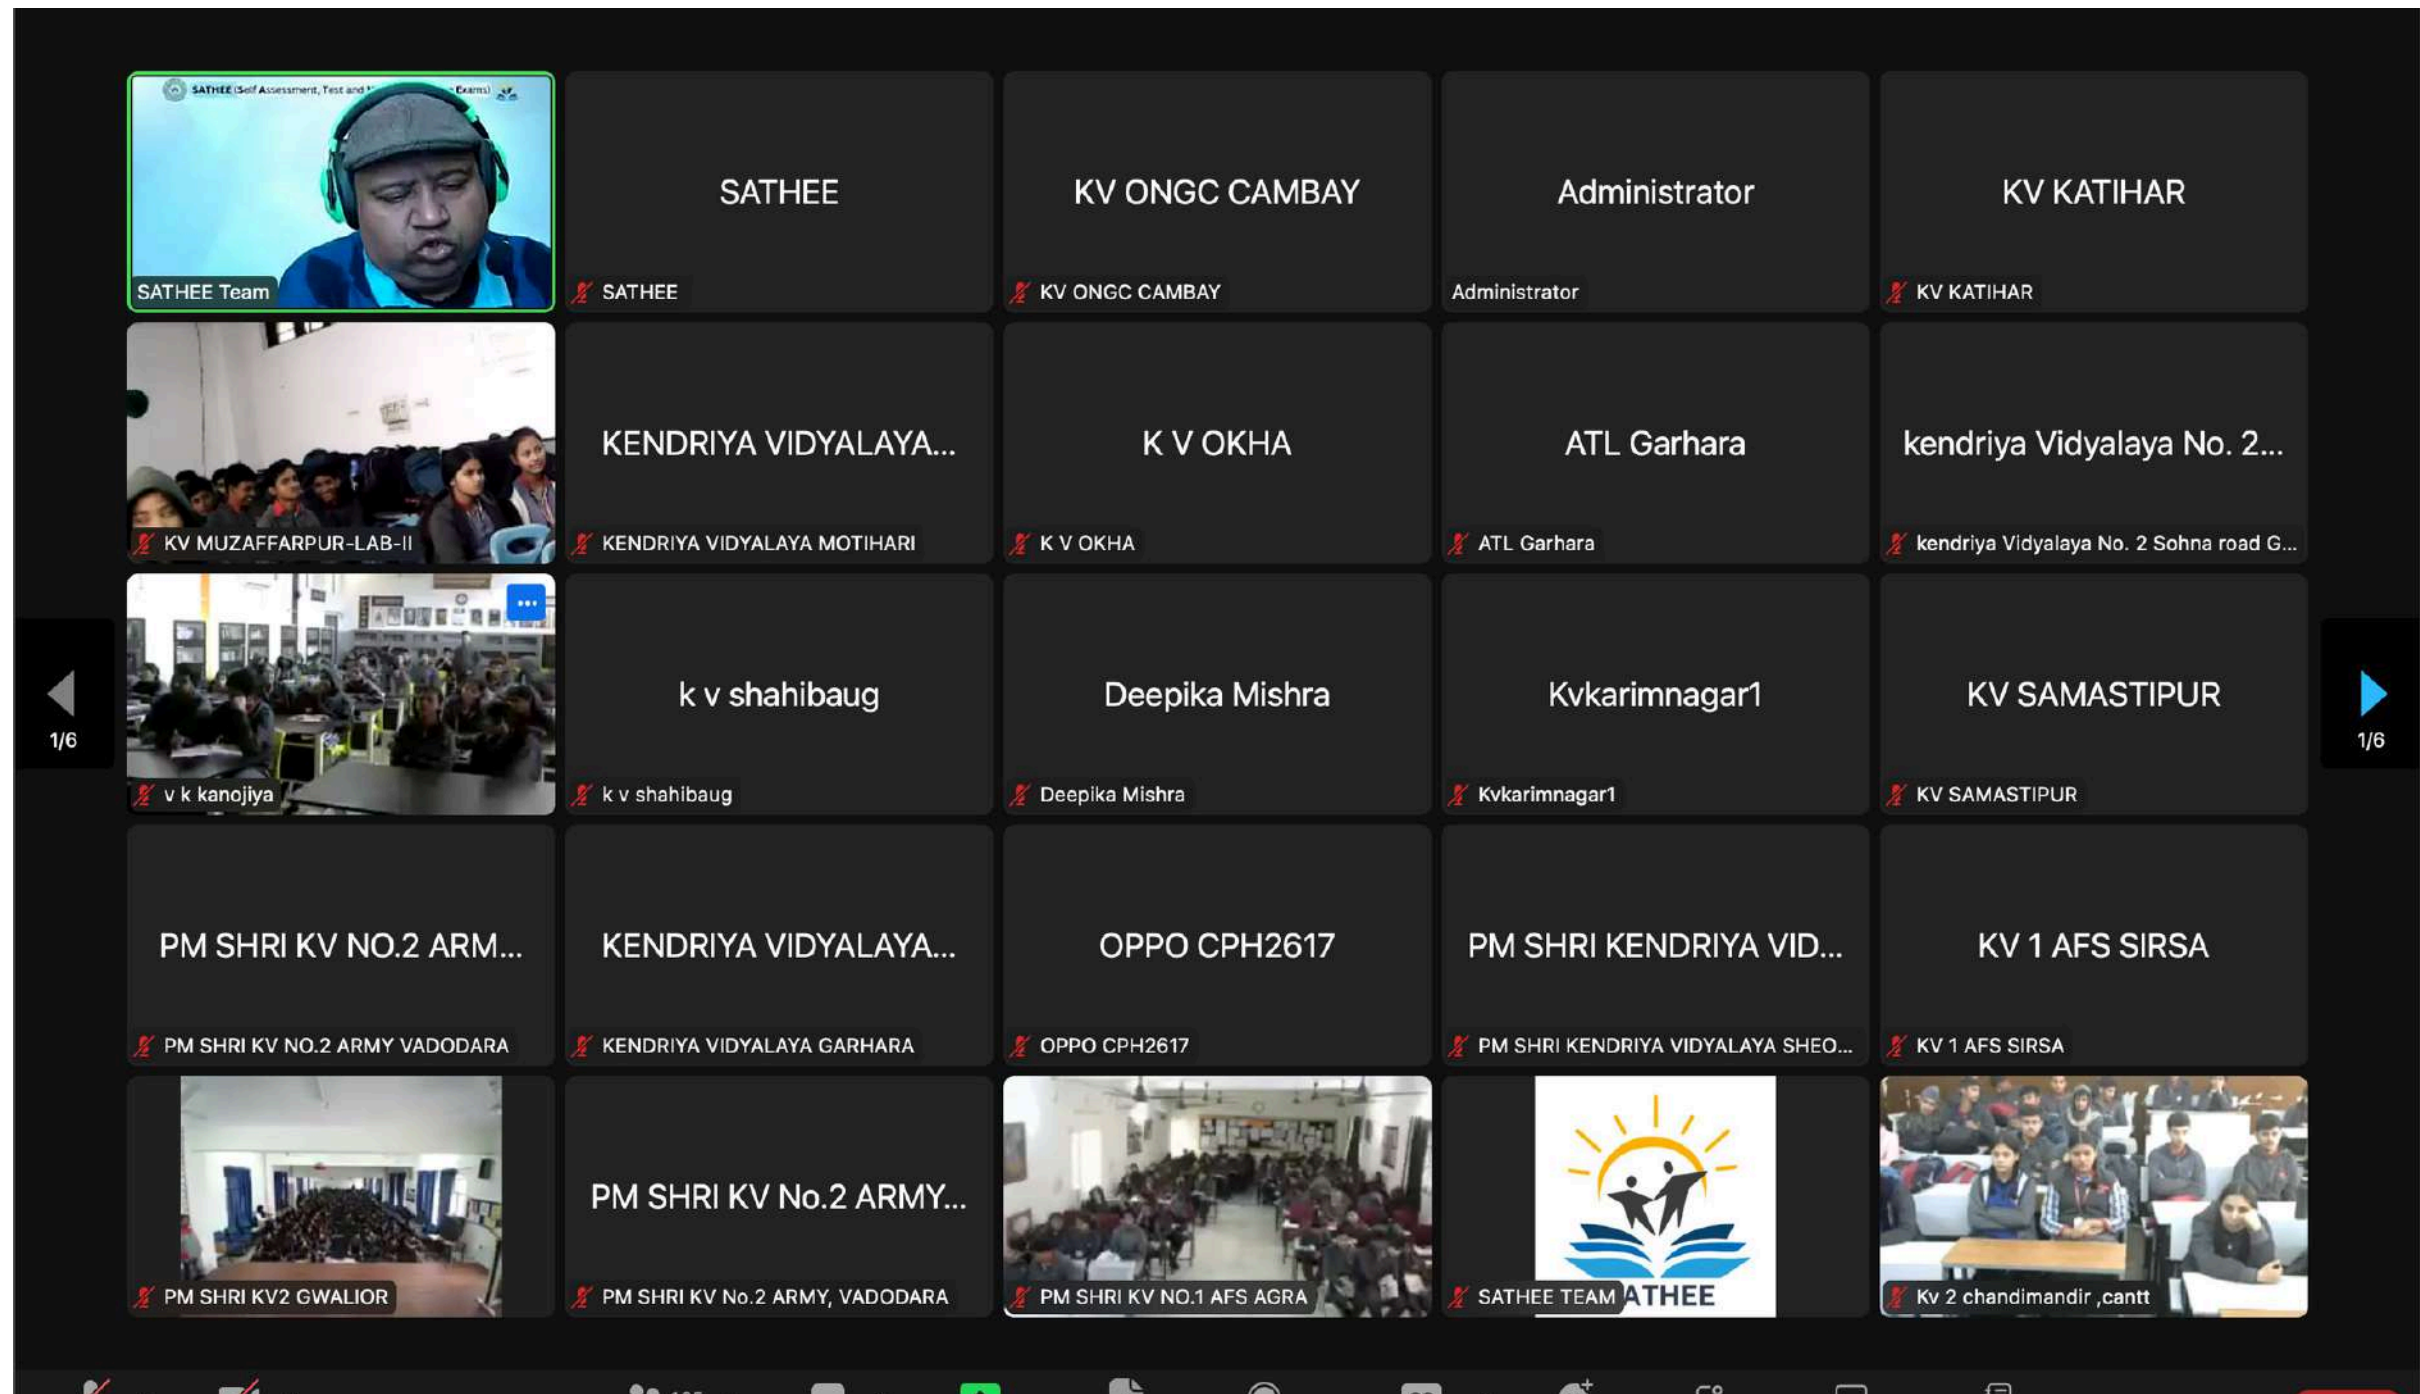 SATHEE (Self Assessment, Test and Exams)
SATHEE Team
SATHEE
SATHEE
KV ONGC CAMBAY
KV ONGC CAMBAY
Administrator
Administrator
KV KATIHAR
KV KATIHAR
KV MUZAFFARPUR-LAB-II
KENDRIYA VIDYALAYA...
KENDRIYA VIDYALAYA MOTIHARI
K V OKHA
K V OKHA
ATL Garhara
ATL Garhara
kendriya Vidyalaya No. 2...
kendriya Vidyalaya No. 2 Sohna road G...
1/6
v k kanojiya
k v shahibaug
k v shahibaug
Deepika Mishra
Deepika Mishra
Kvkarimnagar1
Kvkarimnagar1
KV SAMASTIPUR
KV SAMASTIPUR
1/6
PM SHRI KV NO.2 ARM...
PM SHRI KV NO.2 ARMY VADODARA
KENDRIYA VIDYALAYA...
KENDRIYA VIDYALAYA GARHARA
OPPO CPH2617
OPPO CPH2617
PM SHRI KENDRIYA VID...
PM SHRI KENDRIYA VIDYALAYA SHEO...
KV 1 AFS SIRSA
KV 1 AFS SIRSA
PM SHRI KV2 GWALIOR
PM SHRI KV No.2 ARMY...
PM SHRI KV No.2 ARMY, VADODARA
PM SHRI KV NO.1 AFS AGRA
SATHEE TEAM
ATHEE
Kv 2 chandimandir ,cantt